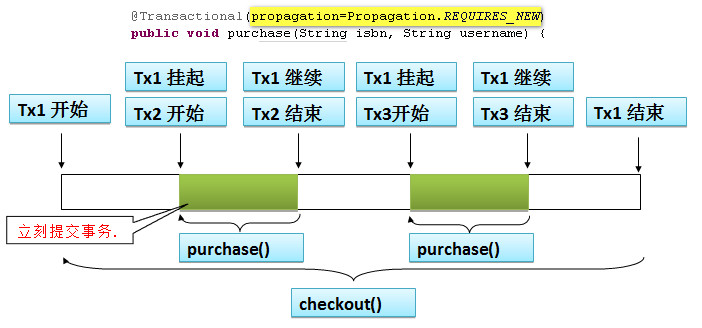 @Transactional(propagation=Propagation.REQUIRES_NEW)
public void purchase(String isbn, String username) {
Tx1 挂起
Tx1 继续
Tx1 挂起
Tx1 继续
Tx1 开始
Tx2 开始
Tx2 结束
Tx3开始
Tx3 结束
Tx1 结束
立刻提交事务.
purchase()
purchase()
checkout()